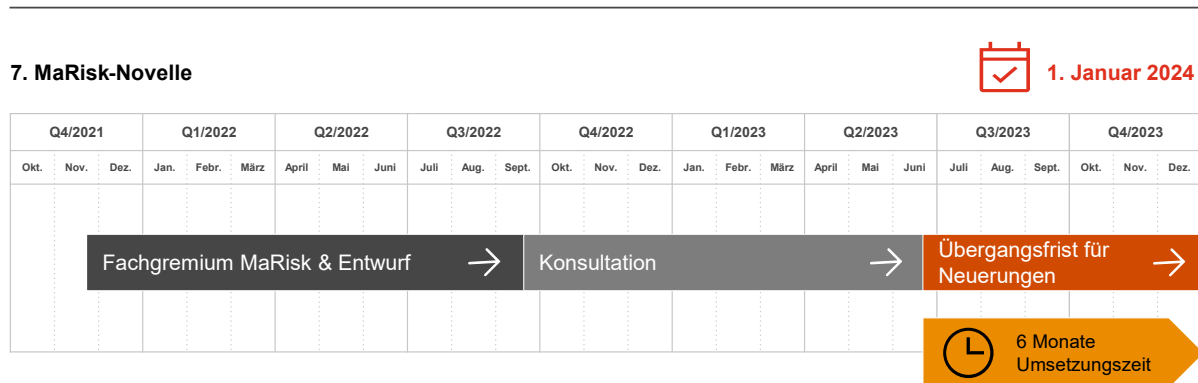 7. MaRisk-Novelle
1. Januar 2024
Q4/2021 Q1/2022 Q2/2022 Q3/2022 Q4/2022 Q1/2023 Q2/2023 Q3/2023 Q4/2023
Okt. Nov. Dez. Jan. Febr. März April Mai Juni Juli Aug. Sept. Okt. Nov. Dez. Jan. Febr. März April Mai Juni Juli Aug. Sept. Okt. Nov. Dez.
Fachgremium MaRisk & Entwurf
Konsultation
Übergangsfrist für
Neuerungen
6 Monate
Umsetzungszeit